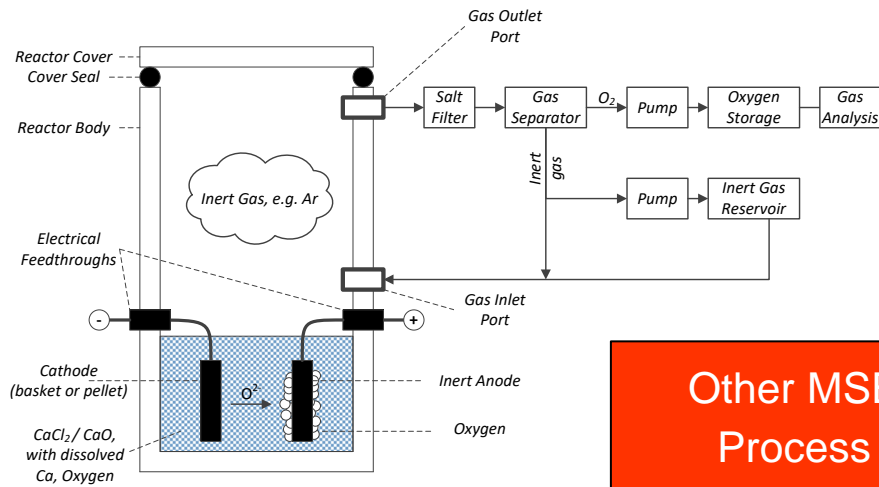 Gas Outlet
Port
Reactor Cover
Cover Seal
Reactor Body
Salt
Filter
Gas
Separator
O2
Pump
Oxygen
Storage
Gas
Analysis
Inert
gas
Pump
Inert Gas
Reservoir
Inert Gas, e.g. Ar
Electrical
Feedthroughs
Gas Inlet
Port
-
+
Cathode
(basket or pellet)
O2-
Inert Anode
Oxygen
CaCl2 / CaO,
with dissolved
Ca, Oxygen
Other
Process